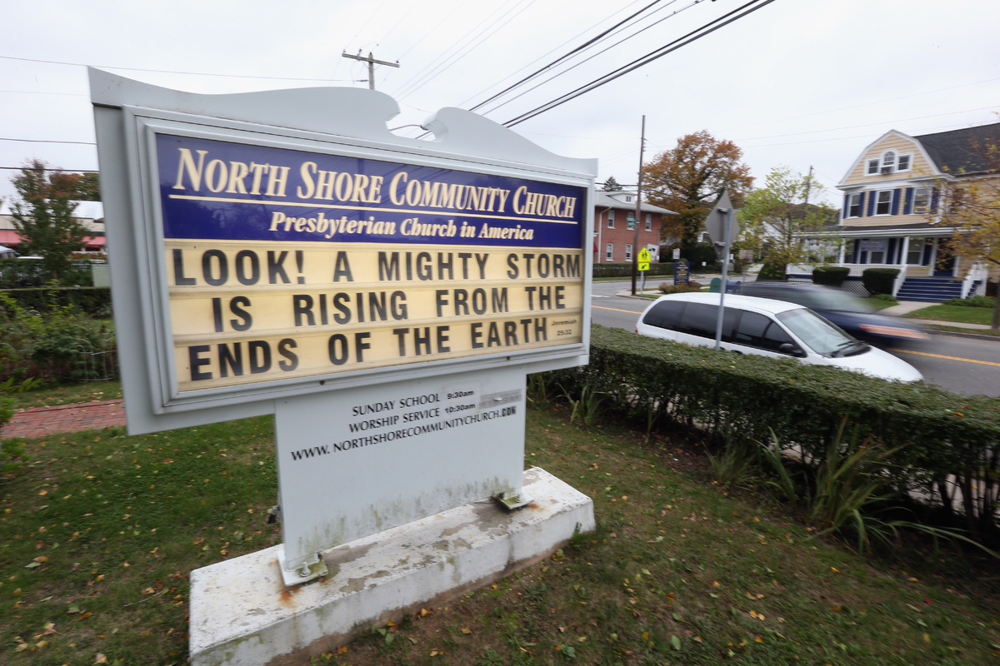 NORTH SHORE COMMUNITY CHURCH
Presbyterian Church in America
LOOK! A MIGHTY STORM
IS RISING FROM THE
ENDS OF THE EARTH Jeremiah 25:32
SUNDAY SCHOOL 9:30am
WORSHIP SERVICE 10:30am
WWW.NORTHSHORECOMMUNITYCHURCH.COM